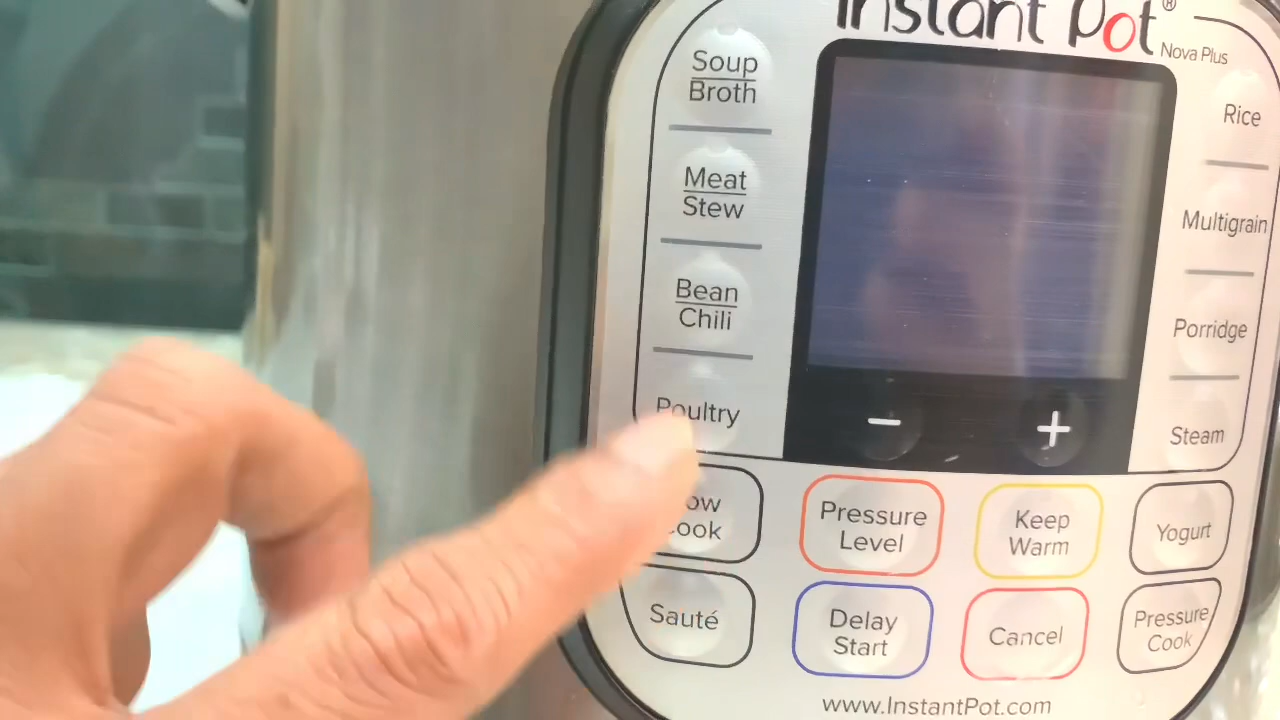 Instant Pot®
Nova Plus
Soup
Broth
Meat
Stew
Bean
Chili
Poultry
Rice
Multigrain
Porridge
Steam
− +
Cook
Sauté
Pressure
Level
Keep
Warm
Yogurt
Delay
Start
Cancel
Pressure
Cook
www.InstantPot.com